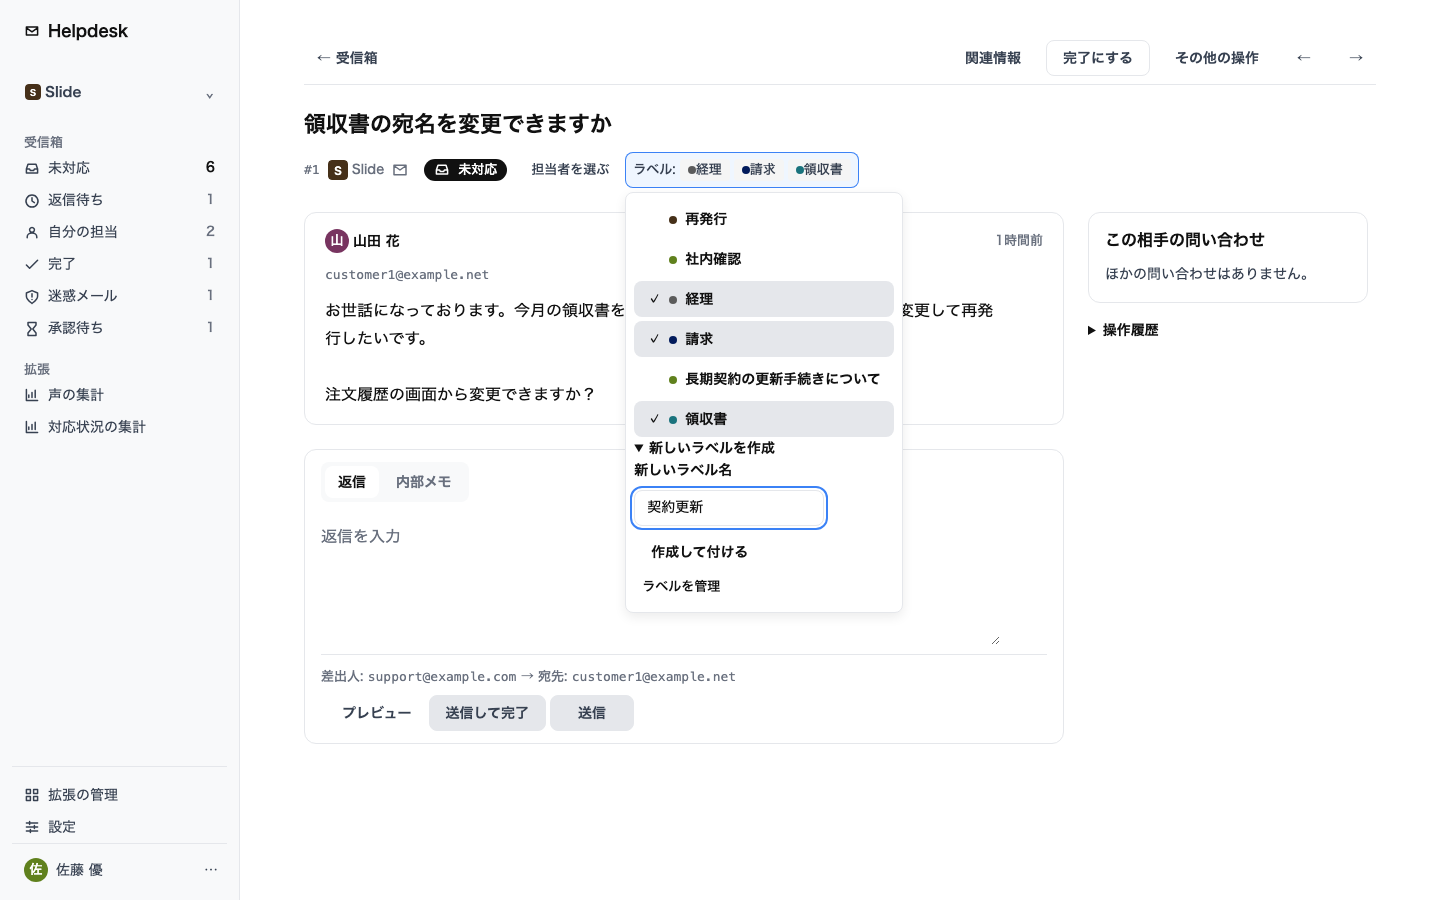 Helpdesk
S Slide
受信箱
未対応 6
返信待ち 1
自分の担当 2
完了 1
迷惑メール 1
承認待ち 1
拡張
声の集計
対応状況の集計
拡張の管理
設定
佐 佐藤 優 …
← 受信箱
関連情報 完了にする その他の操作 ← →
領収書の宛名を変更できますか
#1 S Slide 未対応 担当者を選ぶ ラベル: 経理 請求 領収書
山 山田 花
1時間前
customer1@example.net
お世話になっております。今月の領収書を
変更して再発
行したいです。
注文履歴の画面から変更できますか？
再発行
社内確認
✓ 経理
✓ 請求
長期契約の更新手続きについて
✓ 領収書
▼ 新しいラベルを作成
新しいラベル名
契約更新
作成して付ける
ラベルを管理
返信 内部メモ
返信を入力
差出人: support@example.com → 宛先: customer1@example.net
プレビュー 送信して完了 送信
この相手の問い合わせ
ほかの問い合わせはありません。
▶ 操作履歴